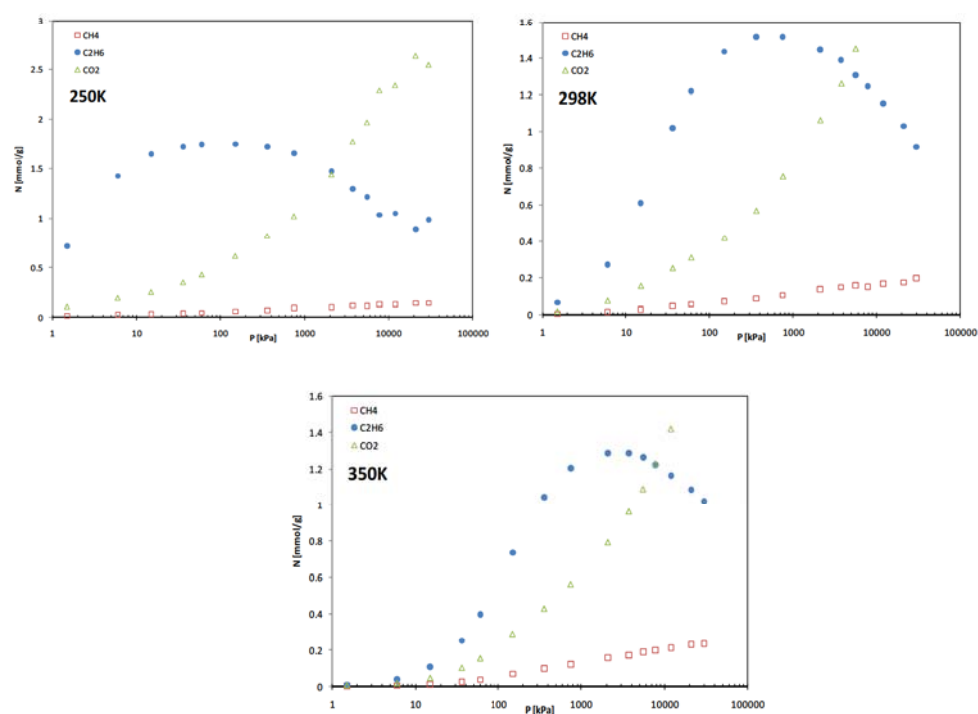 3
2.5
2
1.5
1
0.5
0
N [mmol/g]
CH4
C2H6
CO2
250K
1 10 100 1000 10000 100000
P [kPa]
1.6
1.4
1.2
1
0.8
0.6
0.4
0.2
0
N [mmol/g]
CH4
C2H6
CO2
298K
1 10 100 1000 10000 100000
P [kPa]
1.6
1.4
1.2
1
0.8
0.6
0.4
0.2
0
N [mmol/g]
CH4
C2H6
CO2
350K
1 10 100 1000 10000 100000
P [kPa]